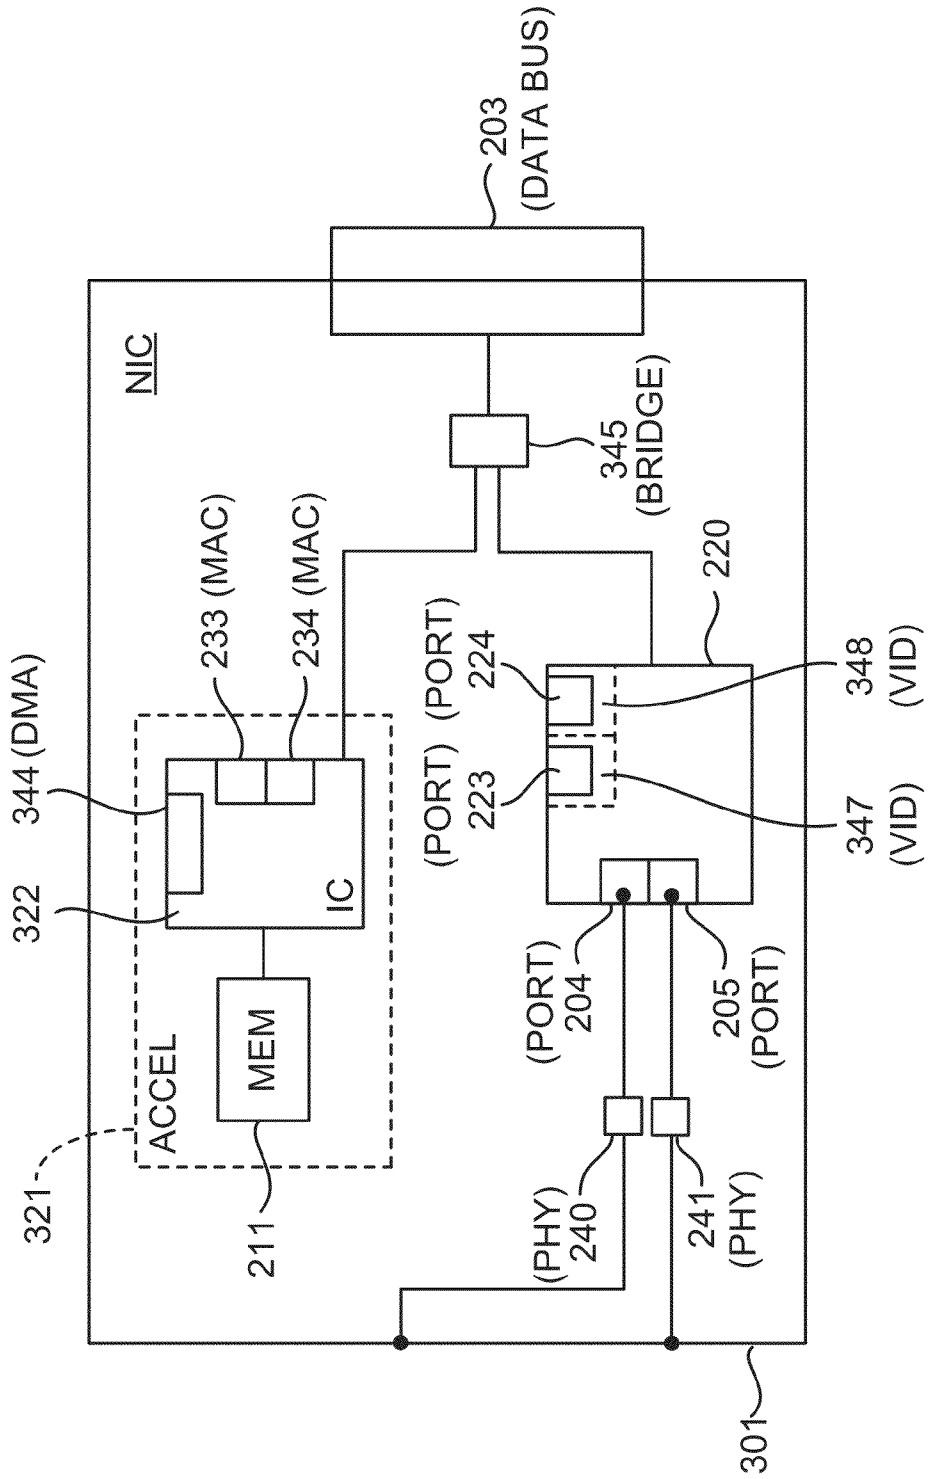 321
ACCEL
322
344 (DMA)
MEM
211
IC
233 (MAC)
234 (MAC)
NIC
(PHY)
240
241
(PHY)
(PORT)
204
205
(PORT)
(PORT)
223
(PORT)
224
347
(VID)
348
(VID)
220
345
(BRIDGE)
203
(DATA BUS)
301